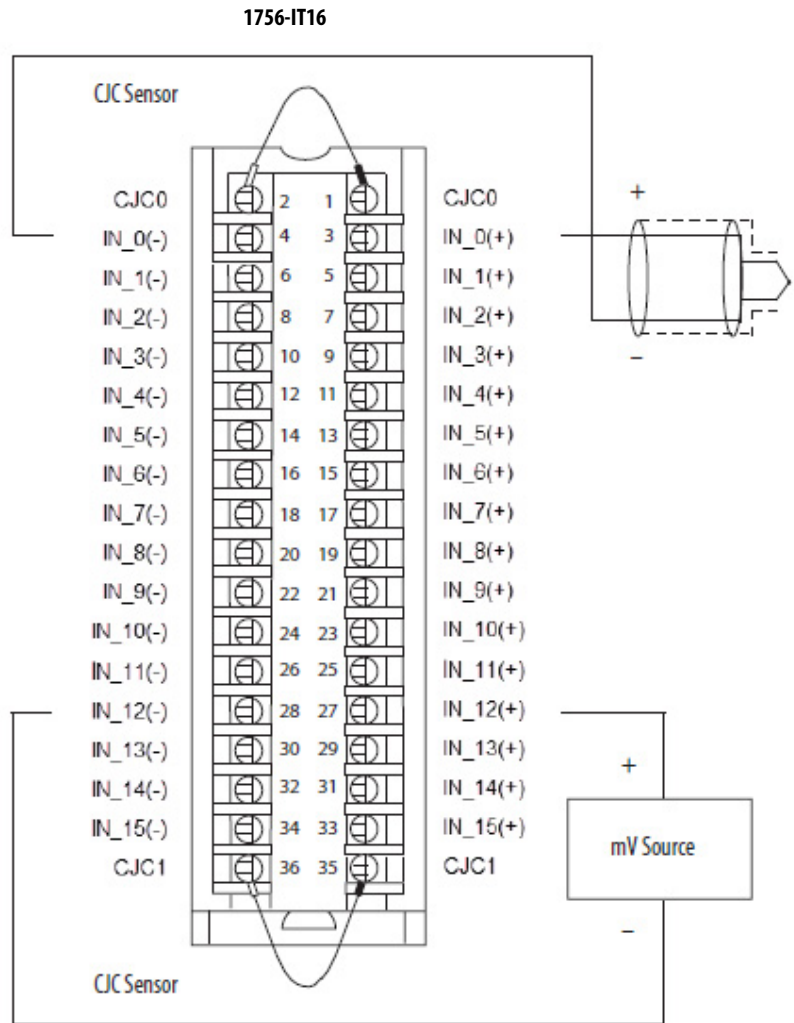 1756-IT16
CJC Sensor
CJC0 2 1 CJC0
+
IN_0(-) 4 3 IN_0(+)
IN_1(-) 6 5 IN_1(+)
IN_2(-) 8 7 IN_2(+)
IN_3(-) 10 9 IN_3(+)
–
IN_4(-) 12 11 IN_4(+)
IN_5(-) 14 13 IN_5(+)
IN_6(-) 16 15 IN_6(+)
IN_7(-) 18 17 IN_7(+)
IN_8(-) 20 19 IN_8(+)
IN_9(-) 22 21 IN_9(+)
IN_10(-) 24 23 IN_10(+)
IN_11(-) 26 25 IN_11(+)
IN_12(-) 28 27 IN_12(+)
IN_13(-) 30 29 IN_13(+)
+
IN_14(-) 32 31 IN_14(+)
IN_15(-) 34 33 IN_15(+)
mV Source
CJC1 36 35 CJC1
–
CJC Sensor